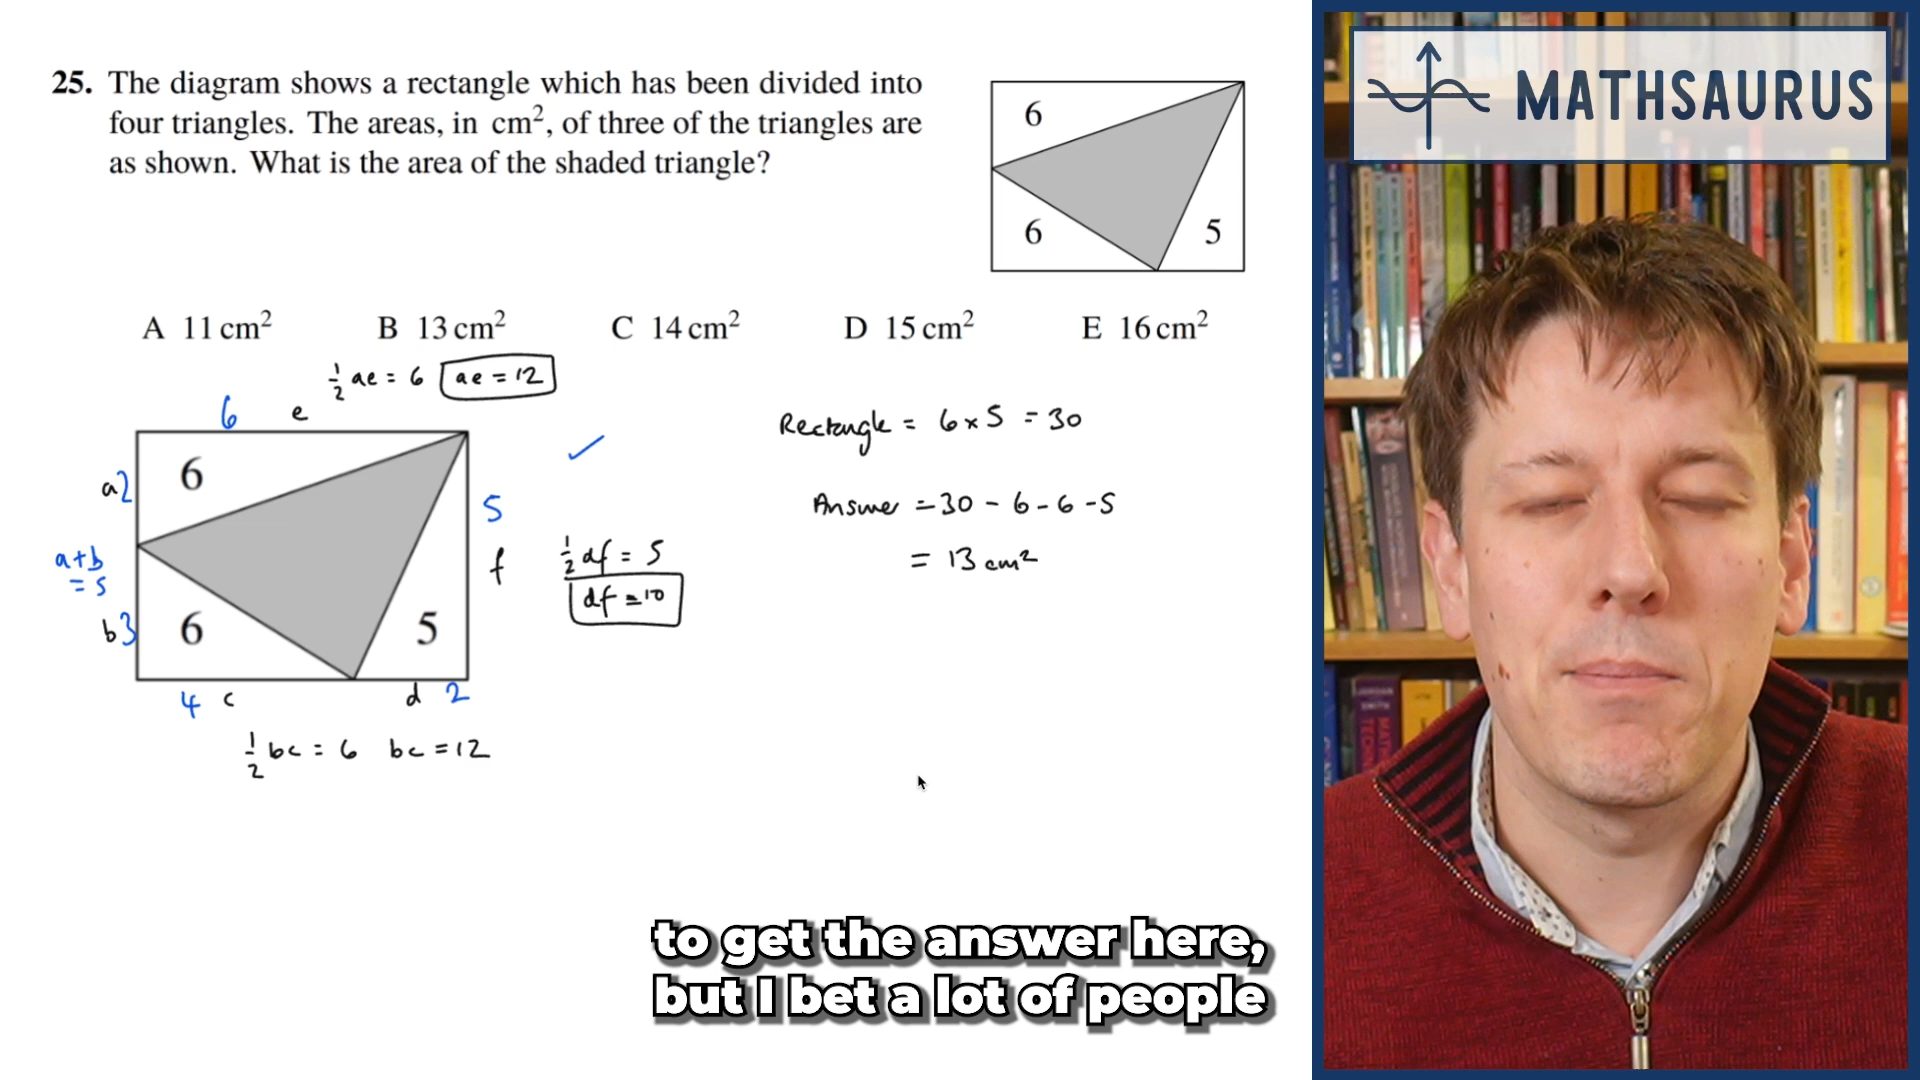 25. The diagram shows a rectangle which has been divided into
four triangles. The areas, in cm², of three of the triangles are
as shown. What is the area of the shaded triangle?
6
6
5
A 11 cm² B 13 cm² C 14 cm² D 15 cm² E 16 cm²
½ ae = 6 ae = 12
6 e
6
a 2
a+b
= 5
b 3
6
5
5
f
4 c d 2
½ df = 5
df = 10
½ bc = 6 bc = 12
Rectangle = 6 × 5 = 30
Answer = 30 - 6 - 6 - 5
= 13 cm²
MATHSAURUS
to get the answer here,
but I bet a lot of people